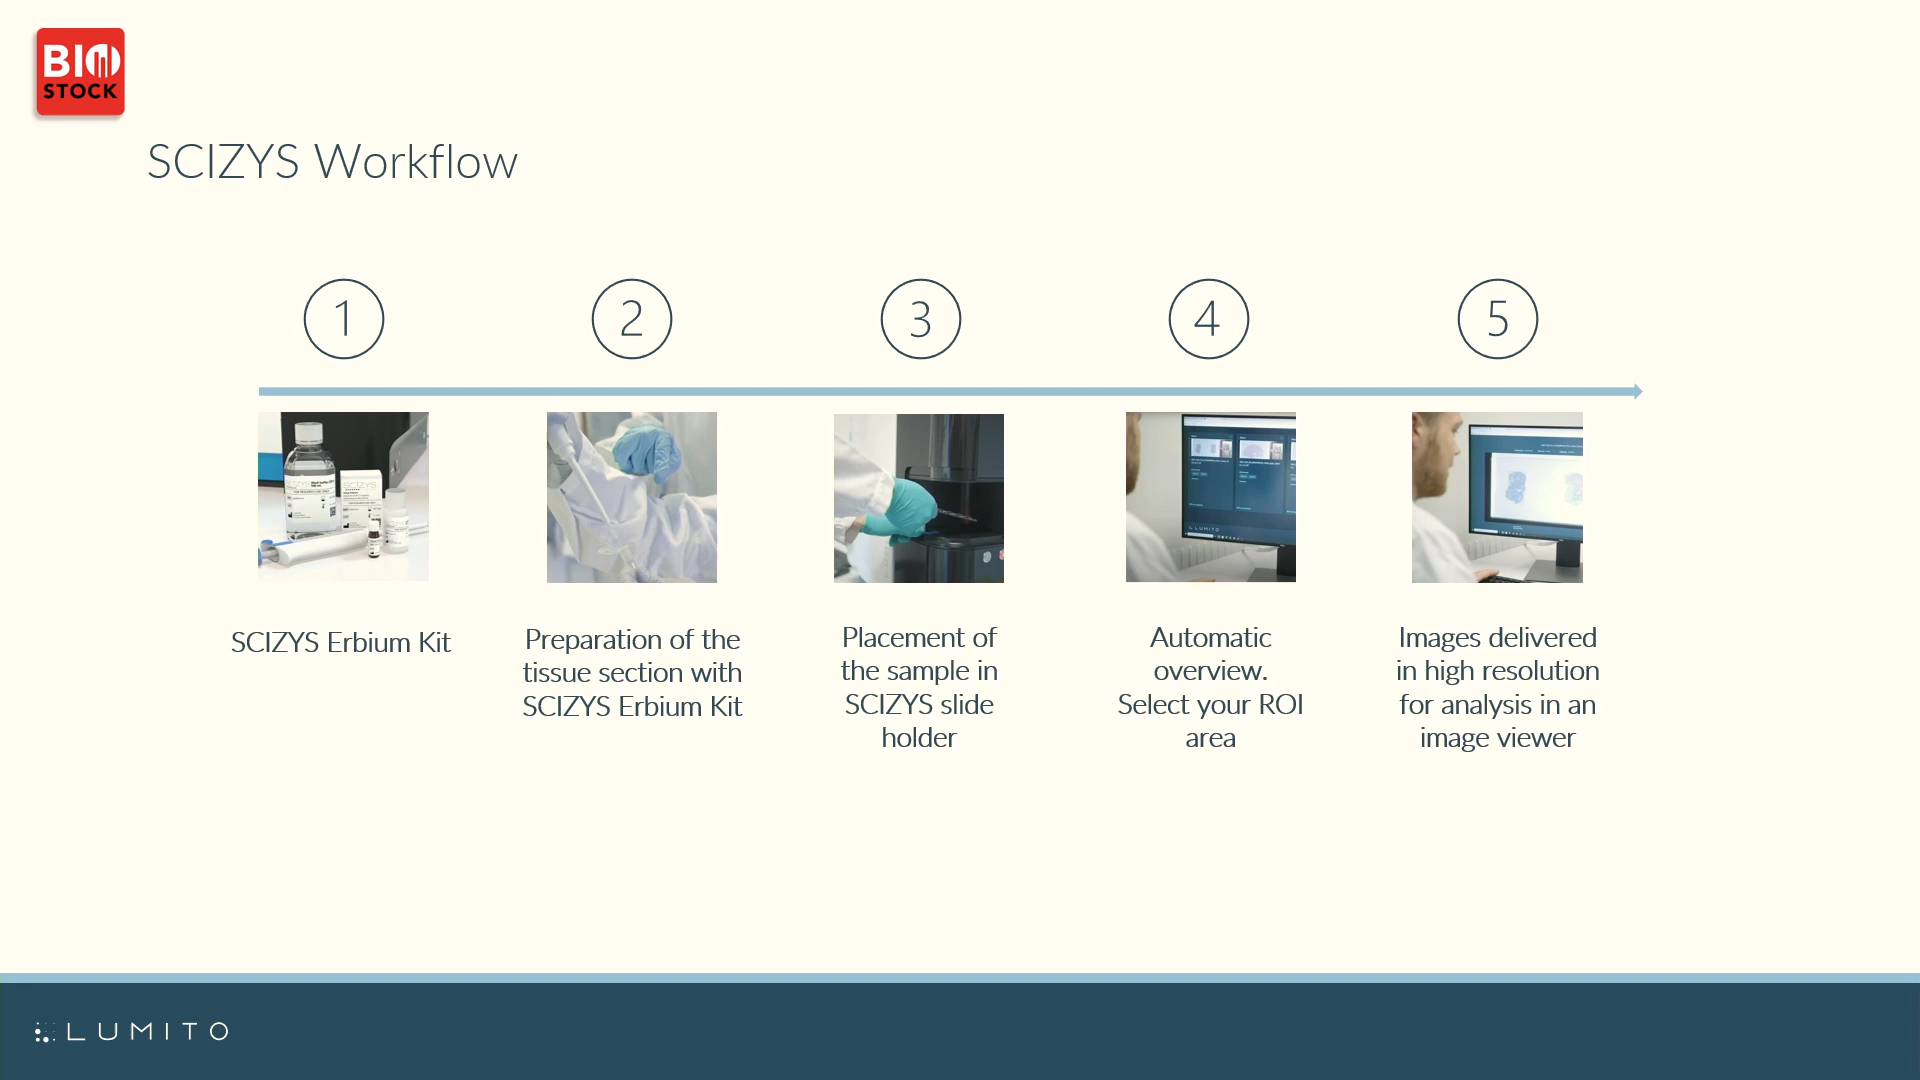 BIO
STOCK
SCIZYS Workflow
1
2
3
4
5
SCIZYS Erbium Kit
Preparation of the
tissue section with
SCIZYS Erbium Kit
Placement of
the sample in
SCIZYS slide
holder
Automatic
overview.
Select your ROI
area
Images delivered
in high resolution
for analysis in an
image viewer
LUMITO